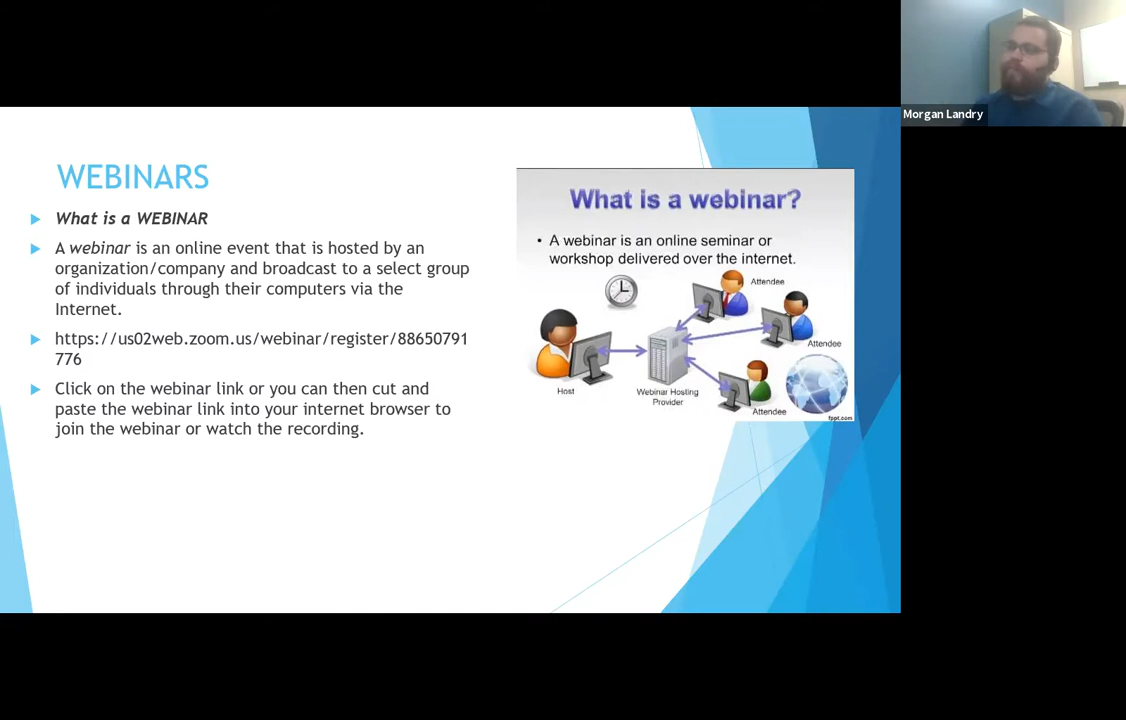 Morgan Landry
WEBINARS
What is a WEBINAR
A webinar is an online event that is hosted by an
organization/company and broadcast to a select group
of individuals through their computers via the
Internet.
https://us02web.zoom.us/webinar/register/88650791
776
Click on the webinar link or you can then cut and
paste the webinar link into your internet browser to
join the webinar or watch the recording.
What is a webinar?
• A webinar is an online seminar or
workshop delivered over the internet.
Attendee
Attendee
Host
Webinar Hosting
Provider
Attendee
fppt.com